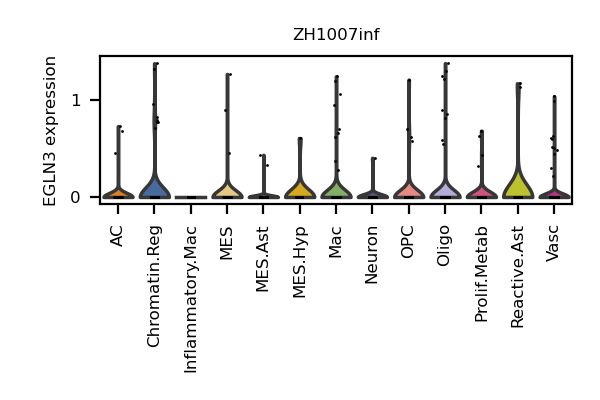 ZH1007inf
EGLN3 expression
1
0
AC
Chromatin.Reg
Inflammatory.Mac
MES
MES.Ast
MES.Hyp
Mac
Neuron
OPC
Oligo
Prolif.Metab
Reactive.Ast
Vasc